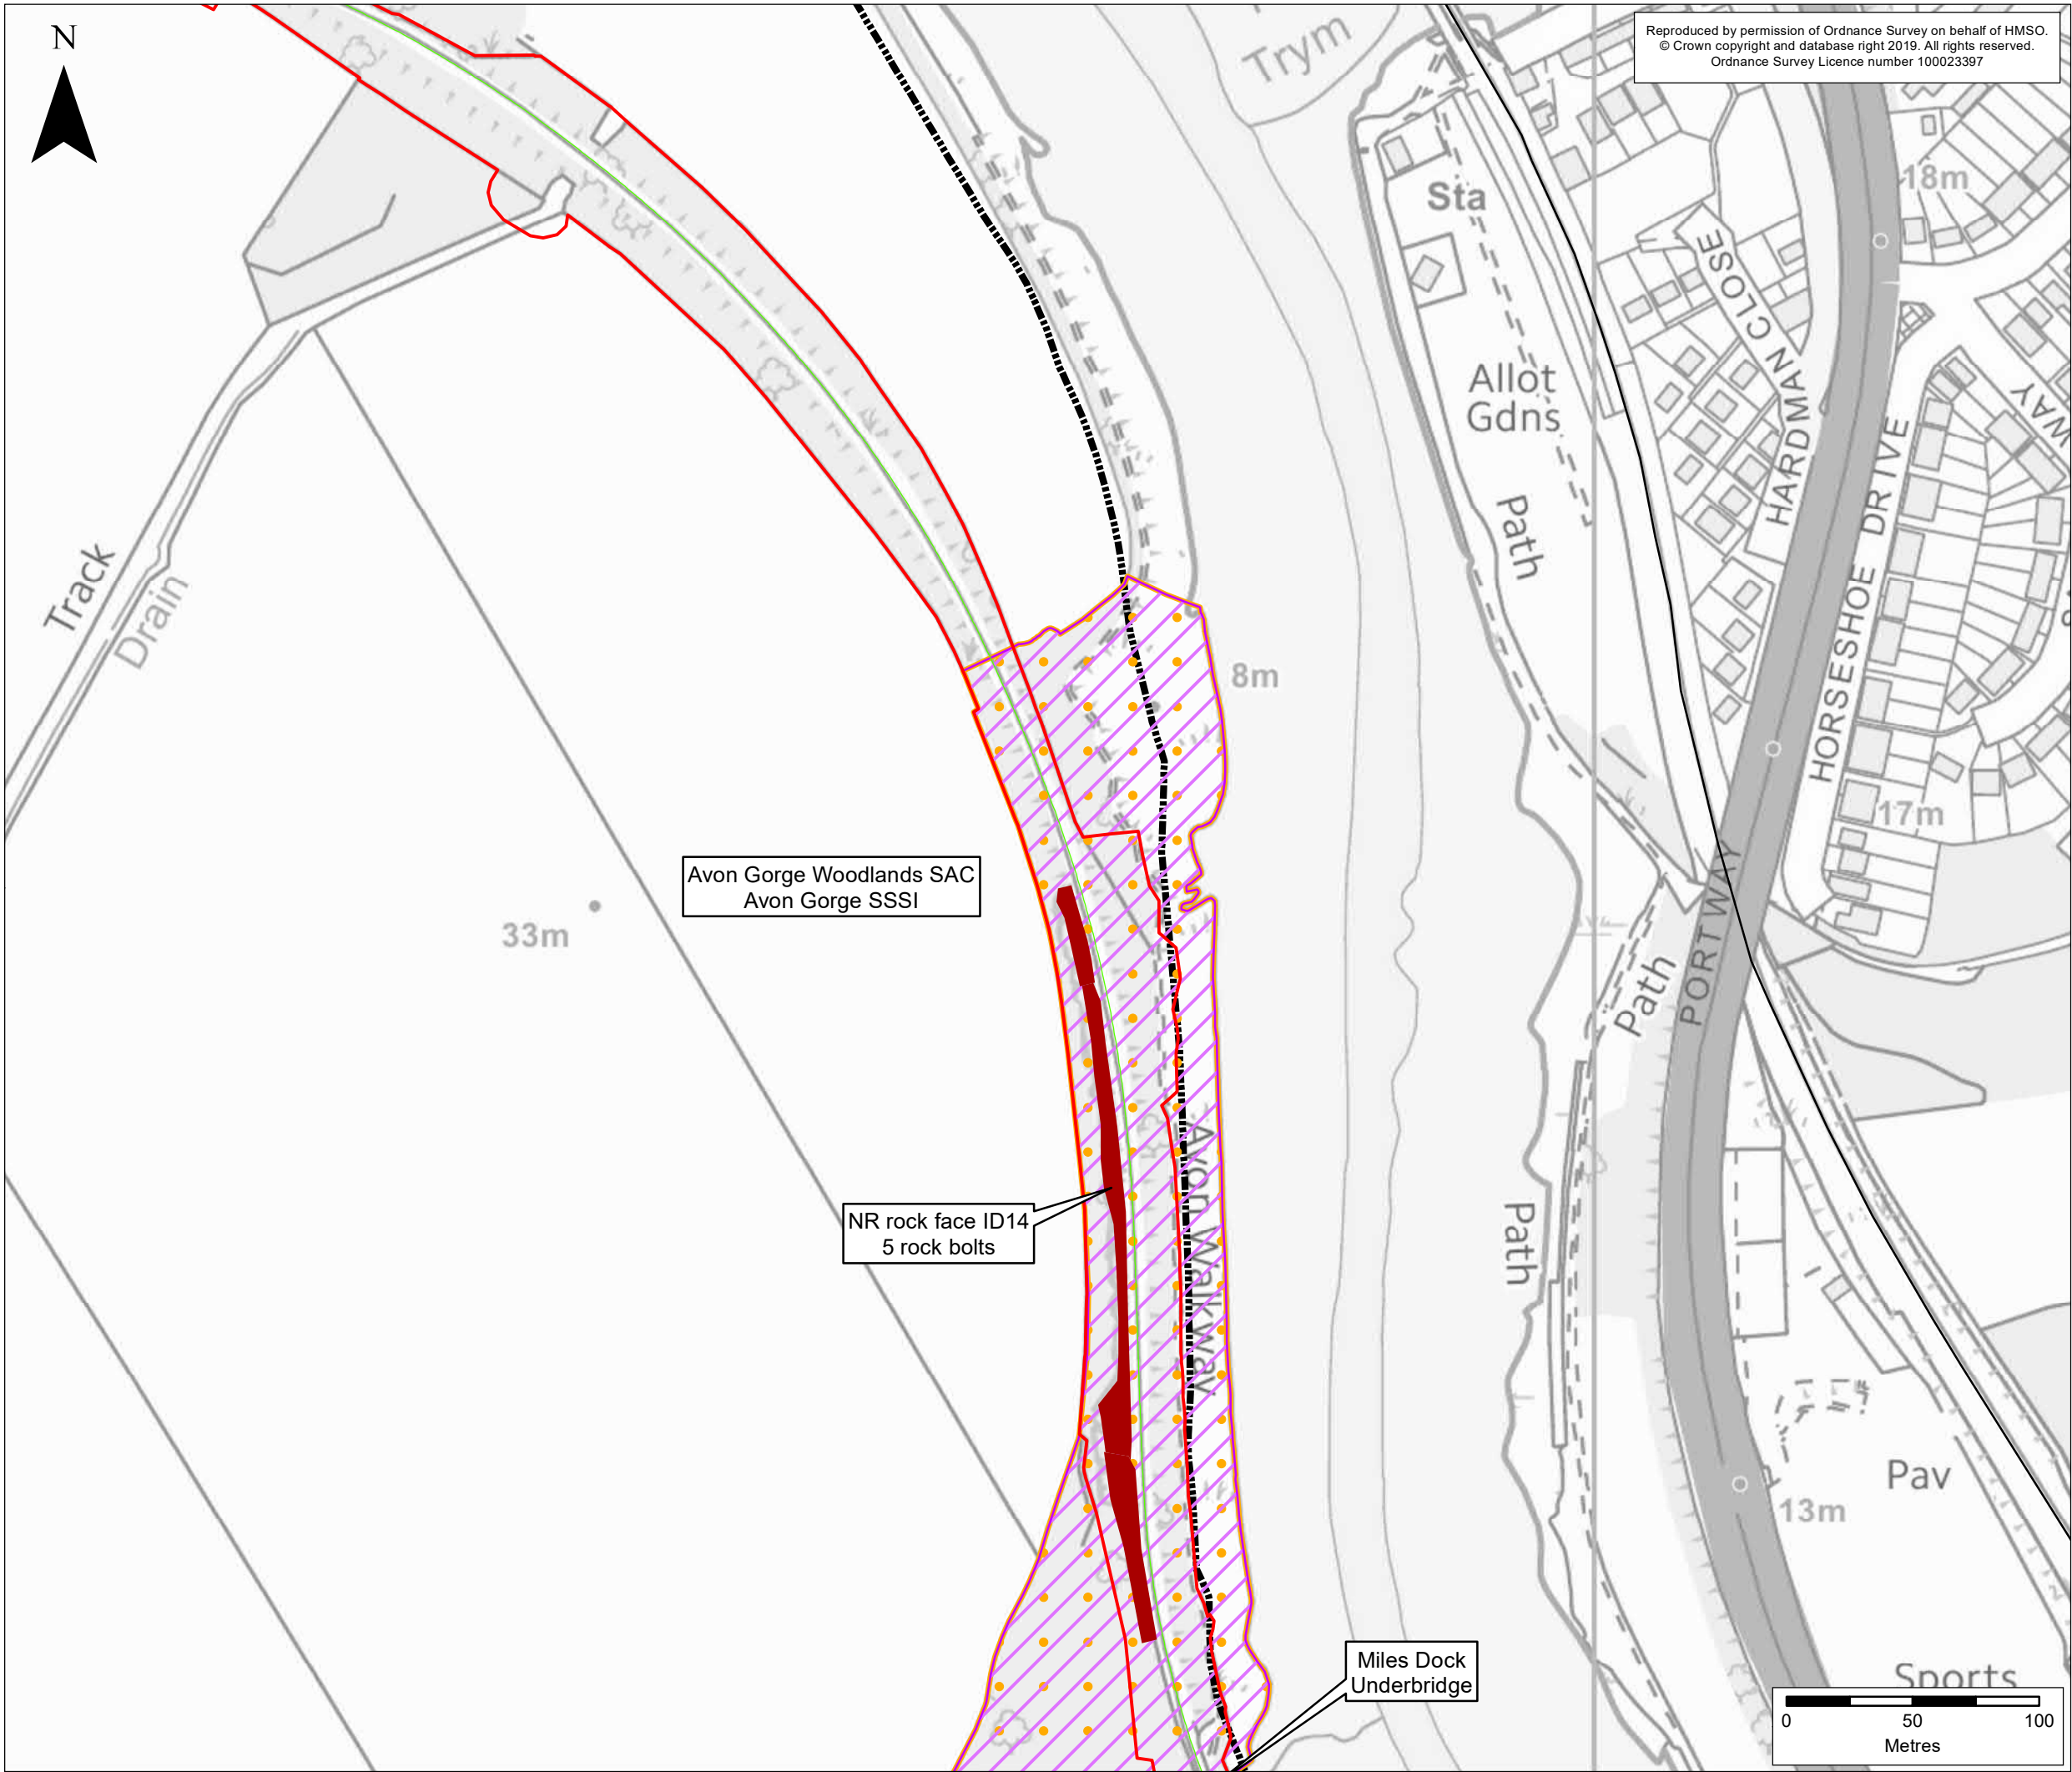 N
Reproduced by permission of Ordnance Survey on behalf of HMSO.
© Crown copyright and database right 2019. All rights reserved.
Ordnance Survey Licence number 100023397
Trym
18m
Sta
HARDMAN CLOSE
Allot
Gdns
WAY
HORSESHOE DRIVE
Path
Track
Drain
8m
17m
Avon Gorge Woodlands SAC
Avon Gorge SSSI
33m
PORTWAY
Path
Avon Walkway
NR rock face ID14
5 rock bolts
Path
Pav
13m
Miles Dock
Underbridge
Sports
0 50 100
Metres